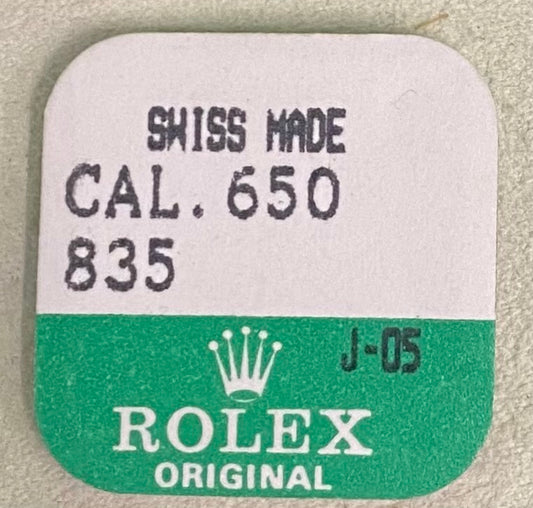 SWISS MADE
CAL. 650
835
J-05
ROLEX
ORIGINAL